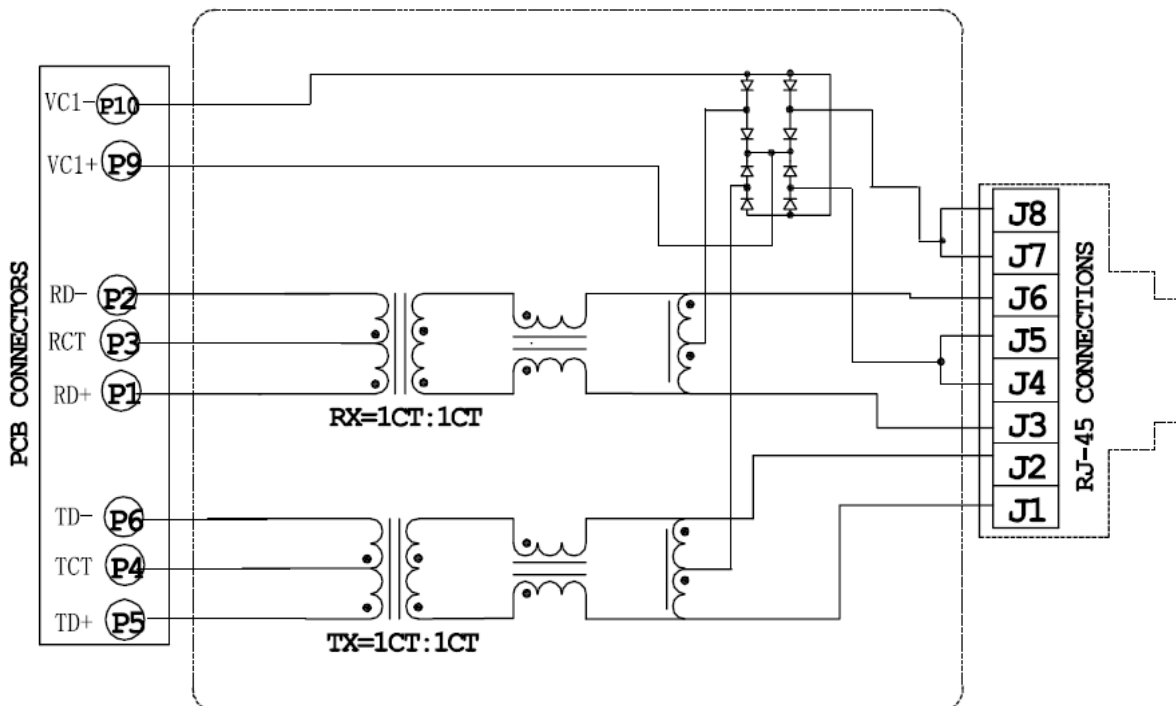 VC1- P10
VC1+ P9
RD- P2
RCT P3
RD+ P1
TD- P6
TCT P4
TD+ P5
PCB CONNECTORS
RX=1CT:1CT
TX=1CT:1CT
J8
J7
J6
J5
J4
J3
J2
J1
RJ-45 CONNECTIONS